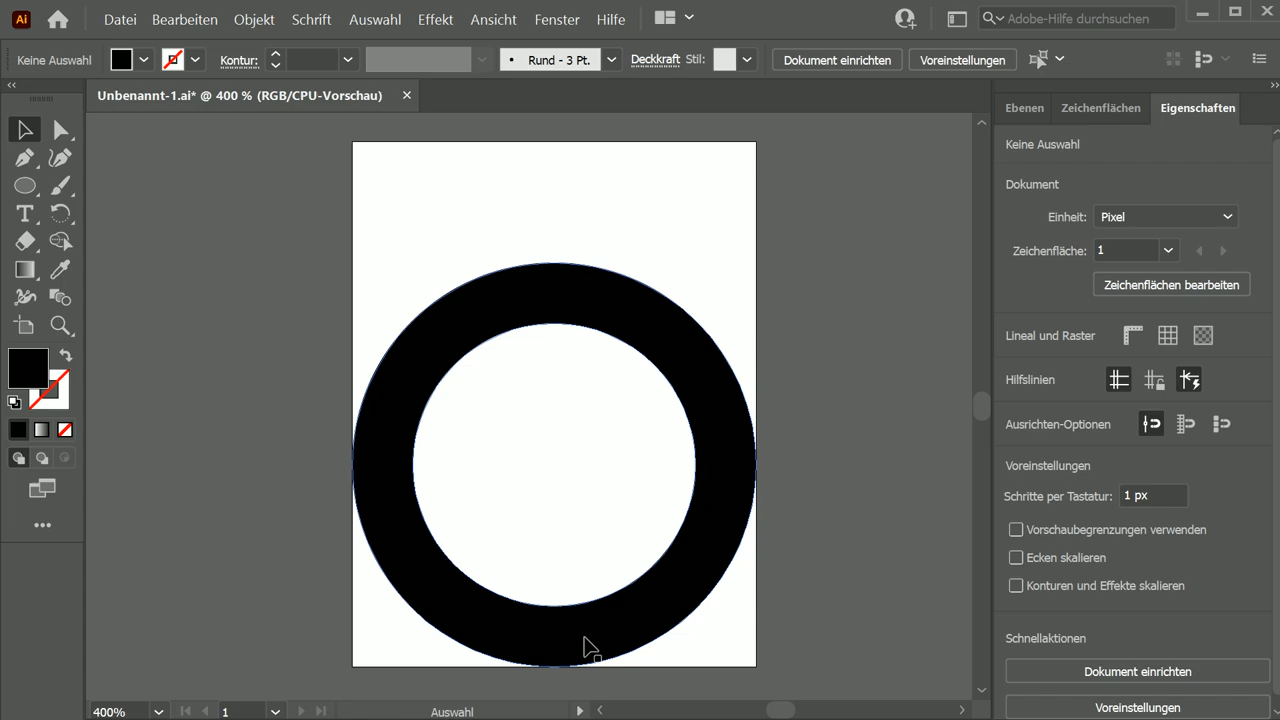 Ai Datei Bearbeiten Objekt Schrift Auswahl Effekt Ansicht Fenster Hilfe Adobe-Hilfe durchsuchen
Keine Auswahl Kontur: Rund - 3 Pt. Deckkraft Stil: Dokument einrichten Voreinstellungen
Unbenannt-1.ai* @ 400 % (RGB/CPU-Vorschau)
Ebenen Zeichenflächen Eigenschaften
Keine Auswahl
Dokument
Einheit: Pixel
Zeichenfläche: 1
Zeichenflächen bearbeiten
Lineal und Raster
Hilfslinien
Ausrichten-Optionen
Voreinstellungen
Schritte per Tastatur: 1 px
Vorschaubegrenzungen verwenden
Ecken skalieren
Konturen und Effekte skalieren
Schnellaktionen
Dokument einrichten
Voreinstellungen
400% 1 Auswahl